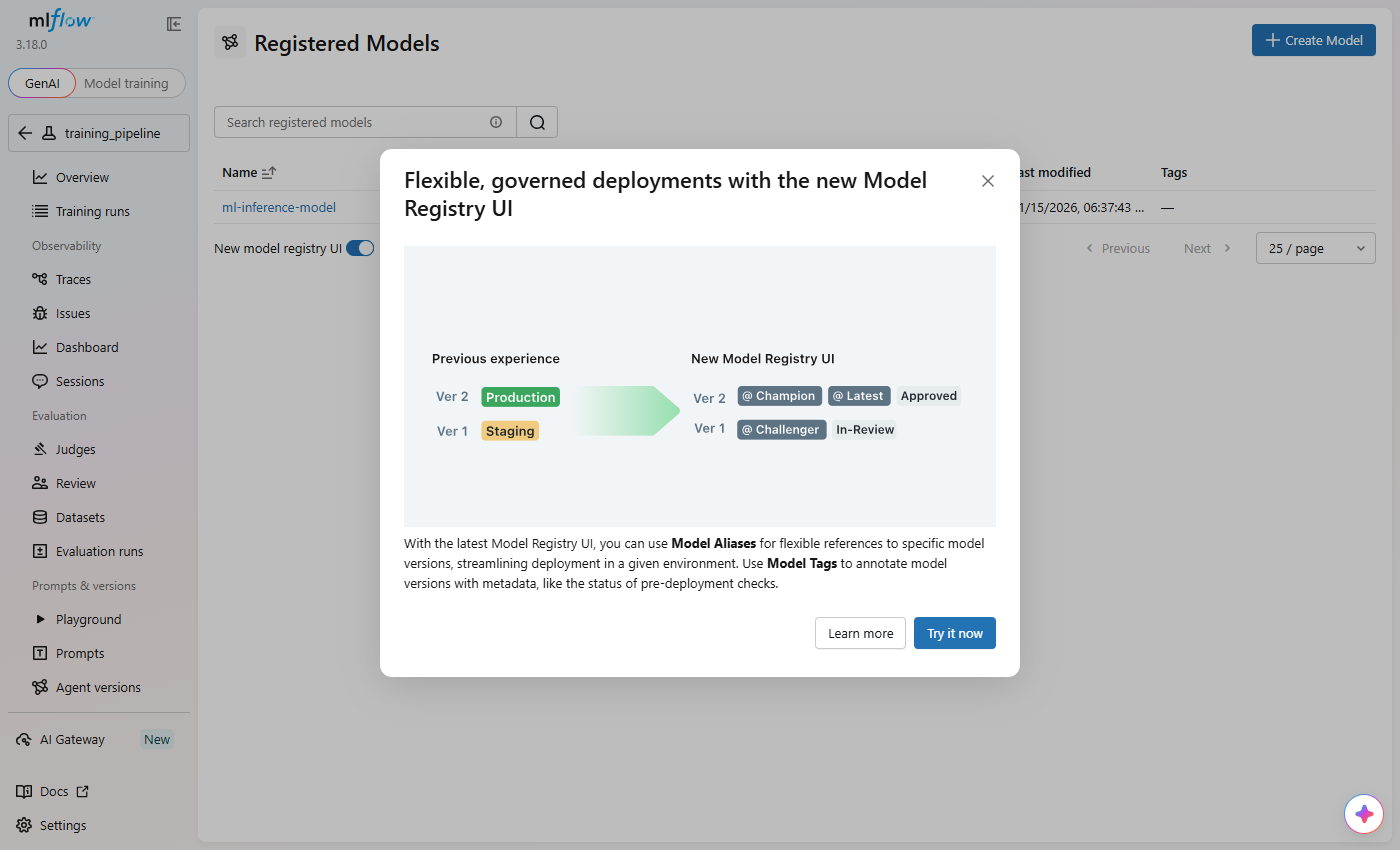 mlflow
3.18.0
GenAI
Model training
training_pipeline
Overview
Training runs
Observability
Traces
Issues
Dashboard
Sessions
Evaluation
Judges
Review
Datasets
Evaluation runs
Prompts & versions
Playground
Prompts
Agent versions
AI Gateway
New
Docs
Settings
Registered Models
Create Model
Search registered models
Name
ast modified
Tags
ml-inference-model
1/15/2026, 06:37:43 ...
—
New model registry UI
Previous
Next
25 / page
Flexible, governed deployments with the new Model
Registry UI
Previous experience
Ver 2 Production
Ver 1 Staging
New Model Registry UI
Ver 2 @ Champion @ Latest Approved
Ver 1 @ Challenger In-Review
With the latest Model Registry UI, you can use Model Aliases for flexible references to specific model
versions, streamlining deployment in a given environment. Use Model Tags to annotate model
versions with metadata, like the status of pre-deployment checks.
Learn more
Try it now